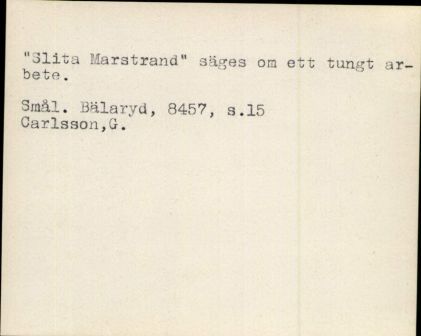 "Slita Marstrand" säges om ett tungt ar-
bete.
Smål. Bälaryd, 8457, s.15
Carlsson,G.